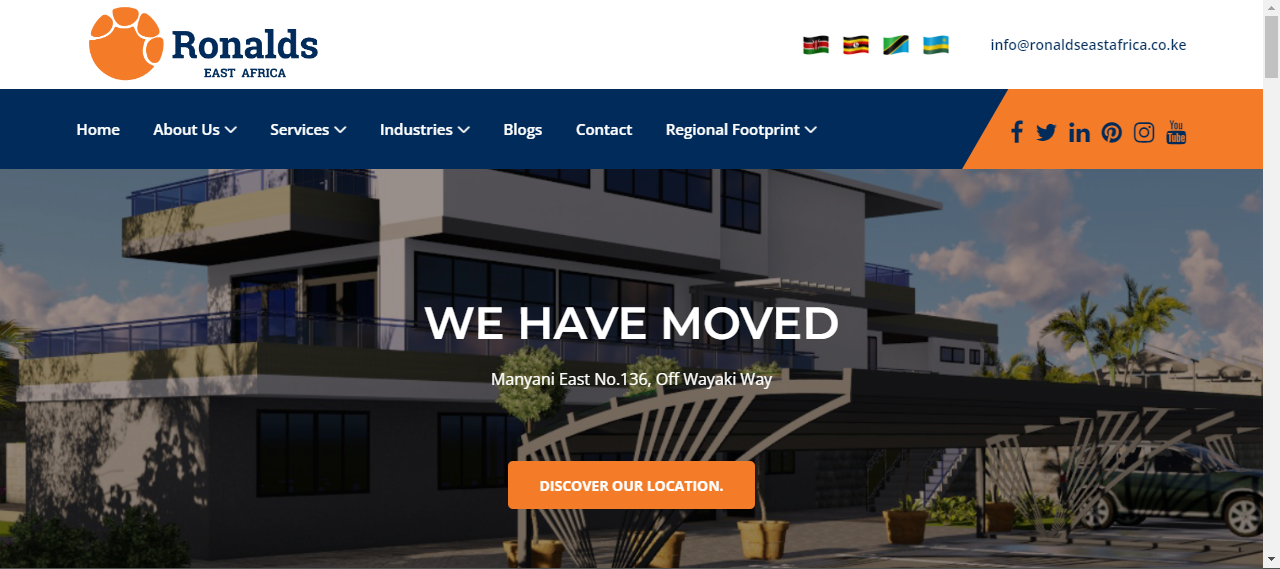 Ronalds
EAST AFRICA
info@ronaldseastafrica.co.ke
Home About Us Services Industries Blogs Contact Regional Footprint
You
Tube
WE HAVE MOVED
Manyani East No.136, Off Wayaki Way
DISCOVER OUR LOCATION.